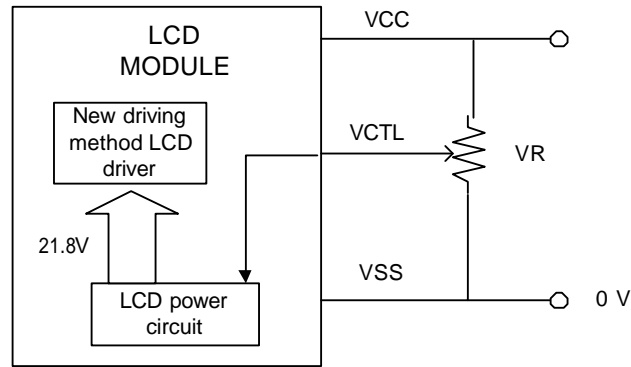 LCD
MODULE
VCC
New driving
method LCD
driver
VCTL
VR
21.8V
VSS
LCD power
circuit
0 V